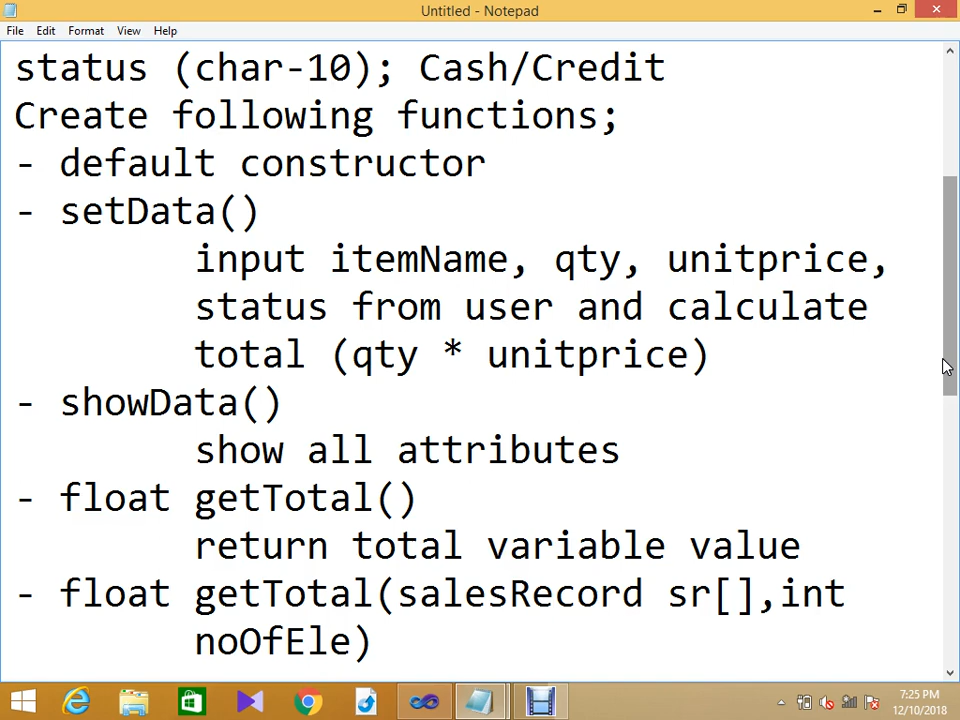 Untitled - Notepad
File Edit Format View Help
status (char-10); Cash/Credit
Create following functions;
- default constructor
- setData()
input itemName, qty, unitprice,
status from user and calculate
total (qty * unitprice)
- showData()
show all attributes
- float getTotal()
return total variable value
- float getTotal(salesRecord sr[],int
noOfEle)
7:25 PM
12/10/2018